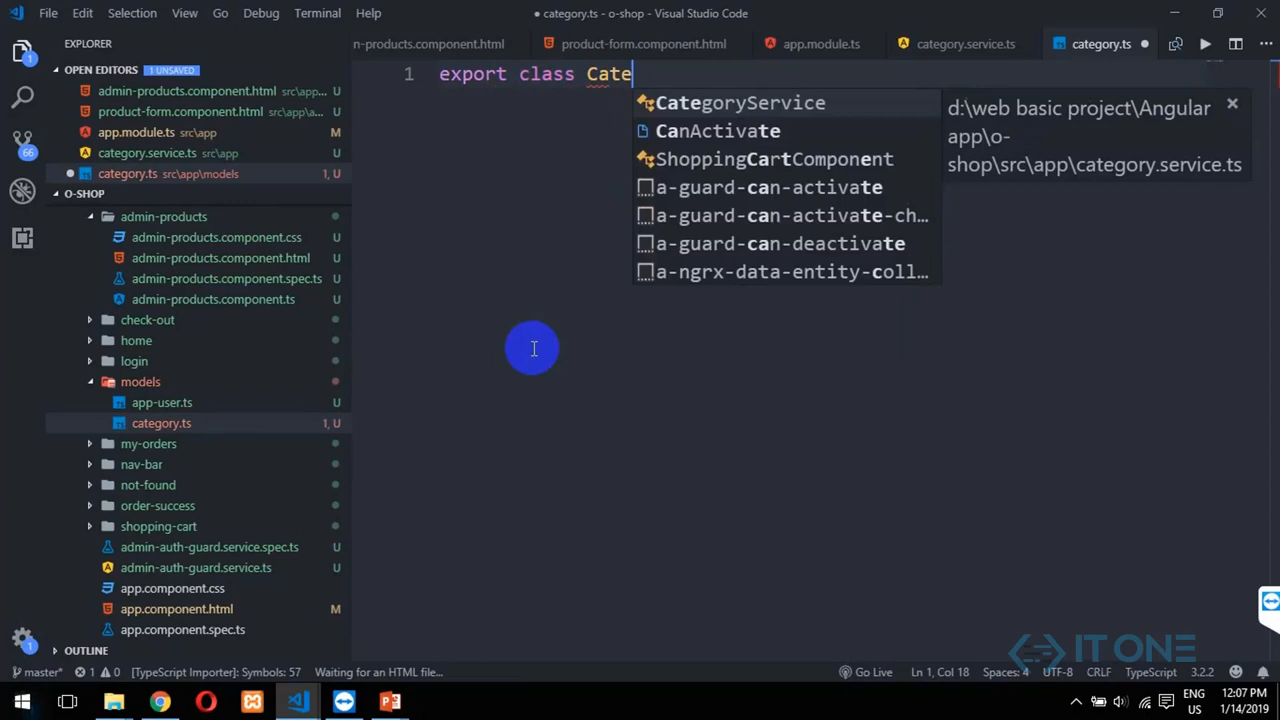 File Edit Selection View Go Debug Terminal Help
● category.ts - o-shop - Visual Studio Code
EXPLORER
n-products.component.html product-form.component.html app.module.ts category.service.ts category.ts
OPEN EDITORS 1 UNSAVED
admin-products.component.html src\app...
product-form.component.html src\app\a...
app.module.ts src\app M
category.service.ts src\app U
category.ts src\app\models 1, U
O-SHOP
admin-products
admin-products.component.css U
admin-products.component.html U
admin-products.component.spec.ts U
admin-products.component.ts U
check-out
home
login
models
app-user.ts U
category.ts 1, U
my-orders
nav-bar
not-found
order-success
shopping-cart
admin-auth-guard.service.spec.ts U
admin-auth-guard.service.ts U
app.component.css
app.component.html M
app.component.spec.ts
OUTLINE
1
66
1
1 export class Cate
CategoryService
CanActivate
ShoppingCartComponent
a-guard-can-activate
a-guard-can-activate-ch...
a-guard-can-deactivate
a-ngrx-data-entity-coll...
d:\web basic project\Angular
app\o-
shop\src\app\category.service.ts
IT ONE
master* 1 0 [TypeScript Importer]: Symbols: 57 Waiting for an HTML file... Go Live Ln 1, Col 18 Spaces: 4 UTF-8 CRLF TypeScript 3.2.2
ENG 12:07 PM
US 1/14/2019